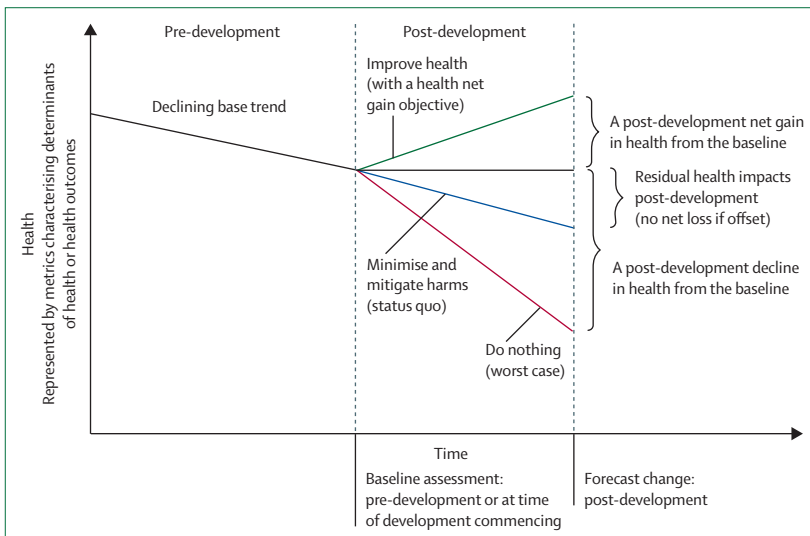 Pre-development
Post-development
Improve health
(with a health net
gain objective)
Declining base trend
A post-development net gain
in health from the baseline
Residual health impacts
post-development
(no net loss if offset)
Health
Represented by metrics characterising determinants
of health or health outcomes
Minimise and
mitigate harms
(status quo)
A post-development decline
in health from the baseline
Do nothing
(worst case)
Time
Baseline assessment:
pre-development or at time
of development commencing
Forecast change:
post-development